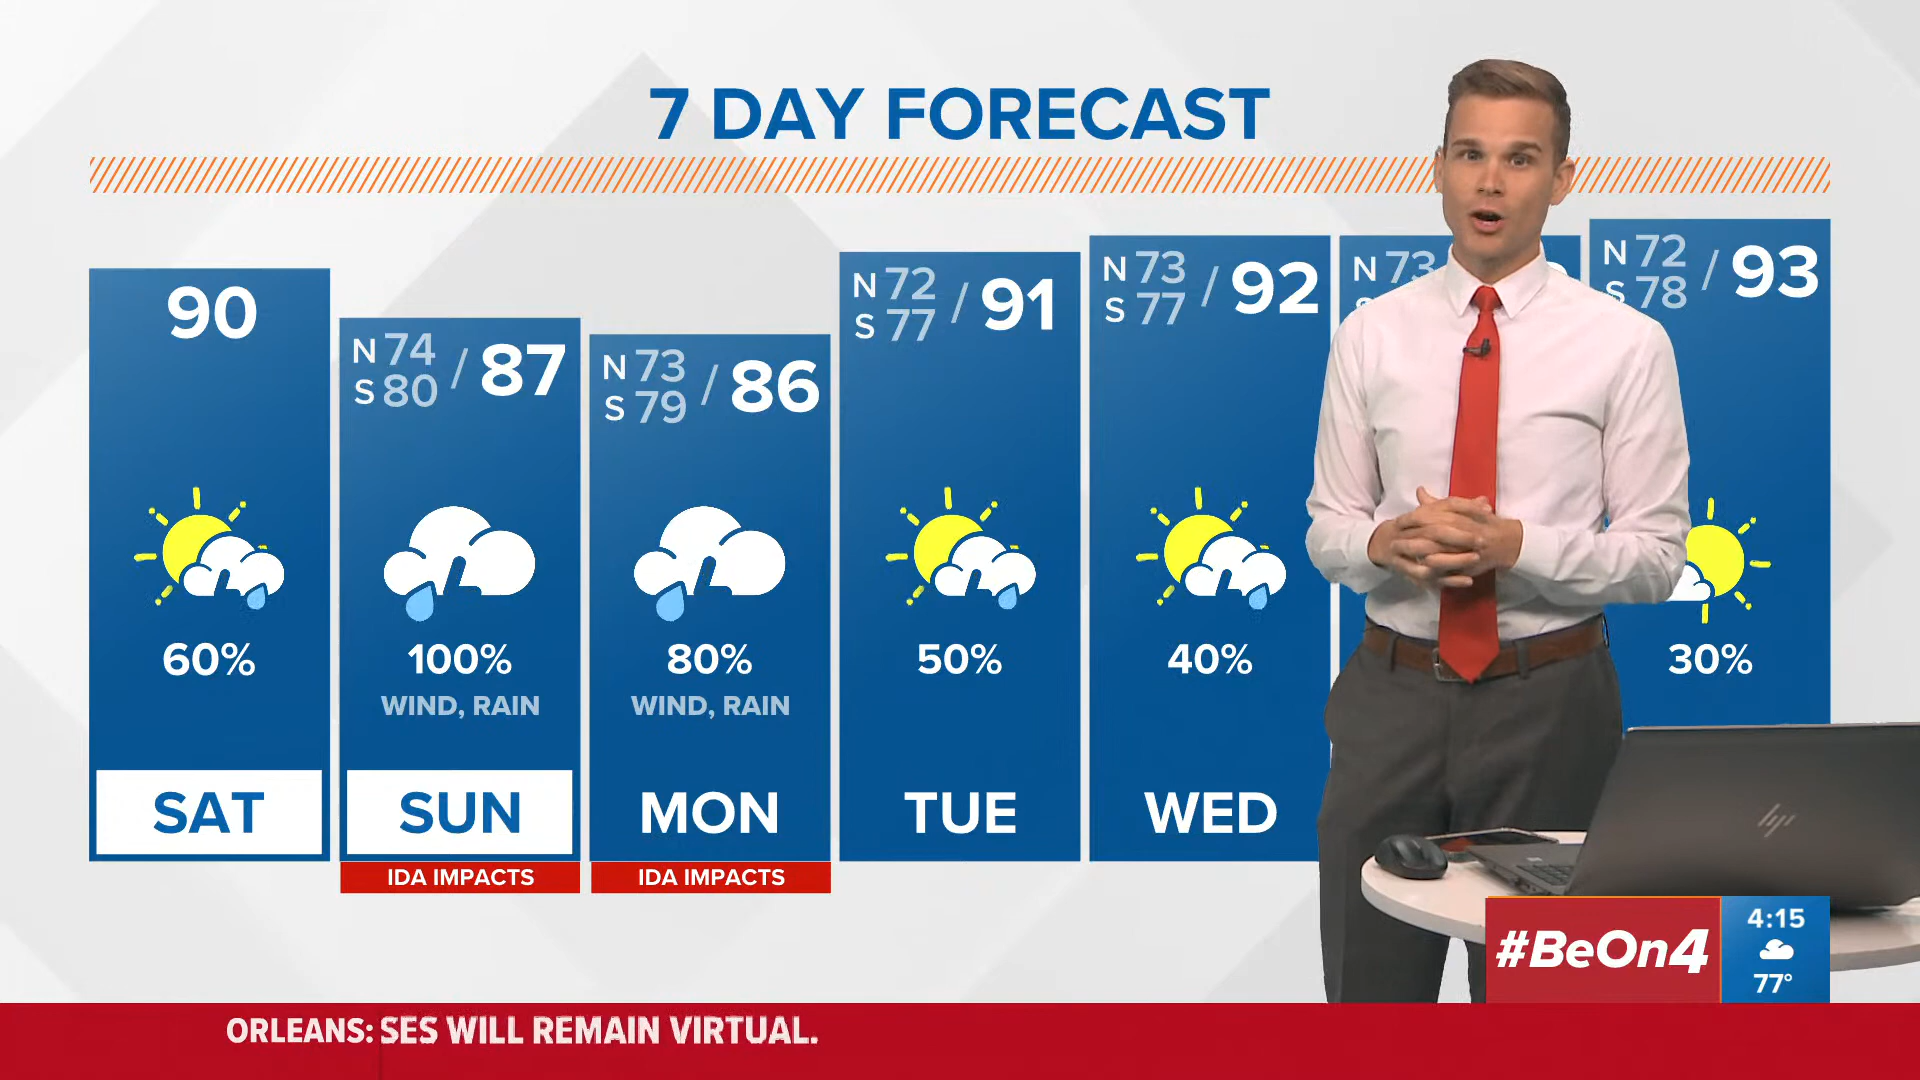 7 DAY FORECAST
90
60%
SAT
N 74
S 80
/ 87
100%
WIND, RAIN
SUN
IDA IMPACTS
N 73
S 79
/ 86
80%
WIND, RAIN
MON
IDA IMPACTS
N 72
S 77
/ 91
50%
TUE
N 73
S 77
/ 92
40%
WED
N 73
N 72
S 78
/ 93
30%
hp
#BeOn4
4:15
77°
ORLEANS: SES WILL REMAIN VIRTUAL.